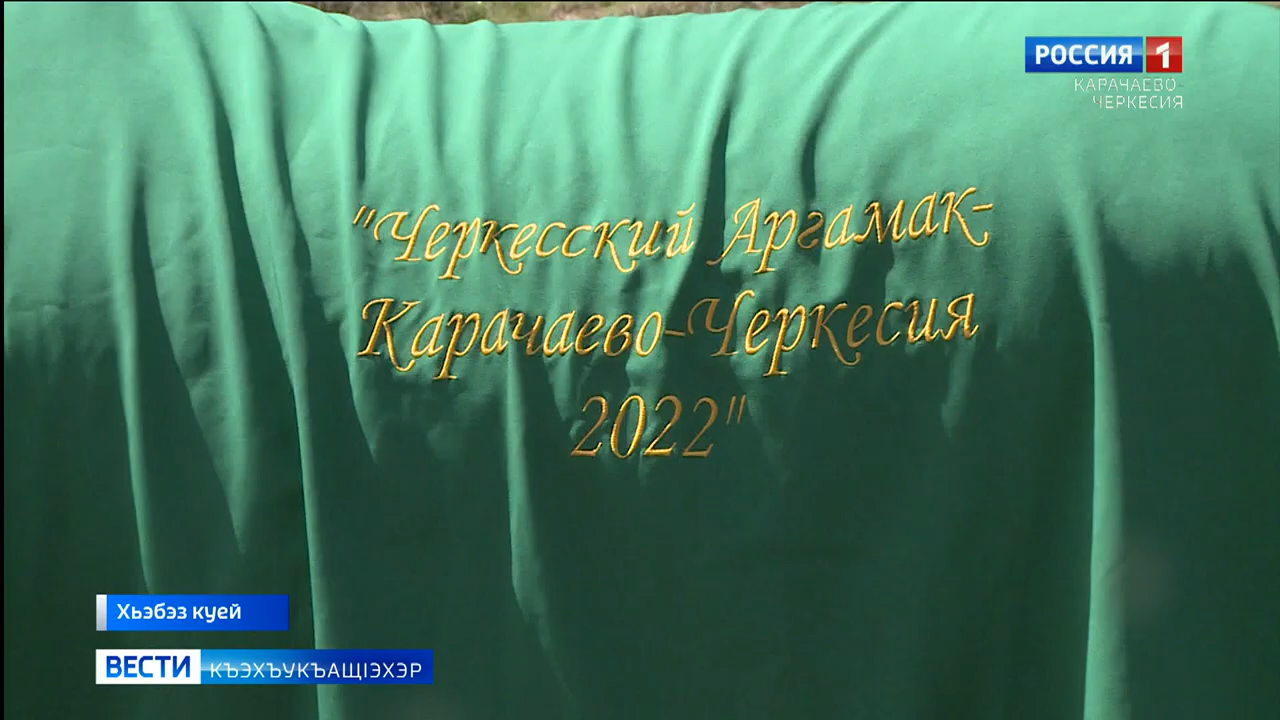 РОССИЯ 1
КАРАЧАЕВО
ЧЕРКЕСИЯ
"Черкесский Аргамак-
Карачаево-Черкесия
2022"
Хьэбэз куей
ВЕСТИ КЪЭХЪУКЪАЩІЭХЭР